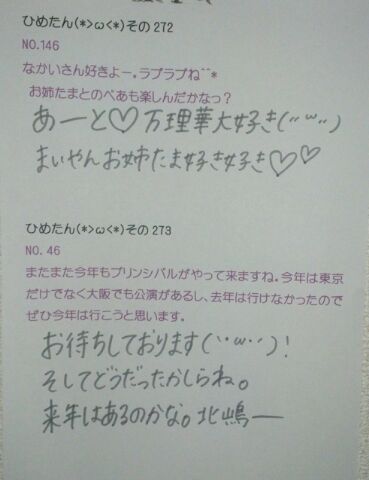 ひめたん(*>ω<*)その272
NO.146
なかいさん好きよー。ラブラブね^^*
お姉たまとのペあも楽しんだかなっ？
あーと♡万理華大好き(¨ω¨)
まいやんお姉たま好き好き♡♡
ひめたん(*>ω<*)その273
NO. 46
またまた今年もプリンシパルがやって来ますね。今年は東京
だけでなく大阪でも公演があるし、去年は行けなかったので
ぜひ今年は行こうと思います。
お待ちしております(¨ω¨)!
そしてどうだったかしらね。
来年はあるのかな。北嶋ー